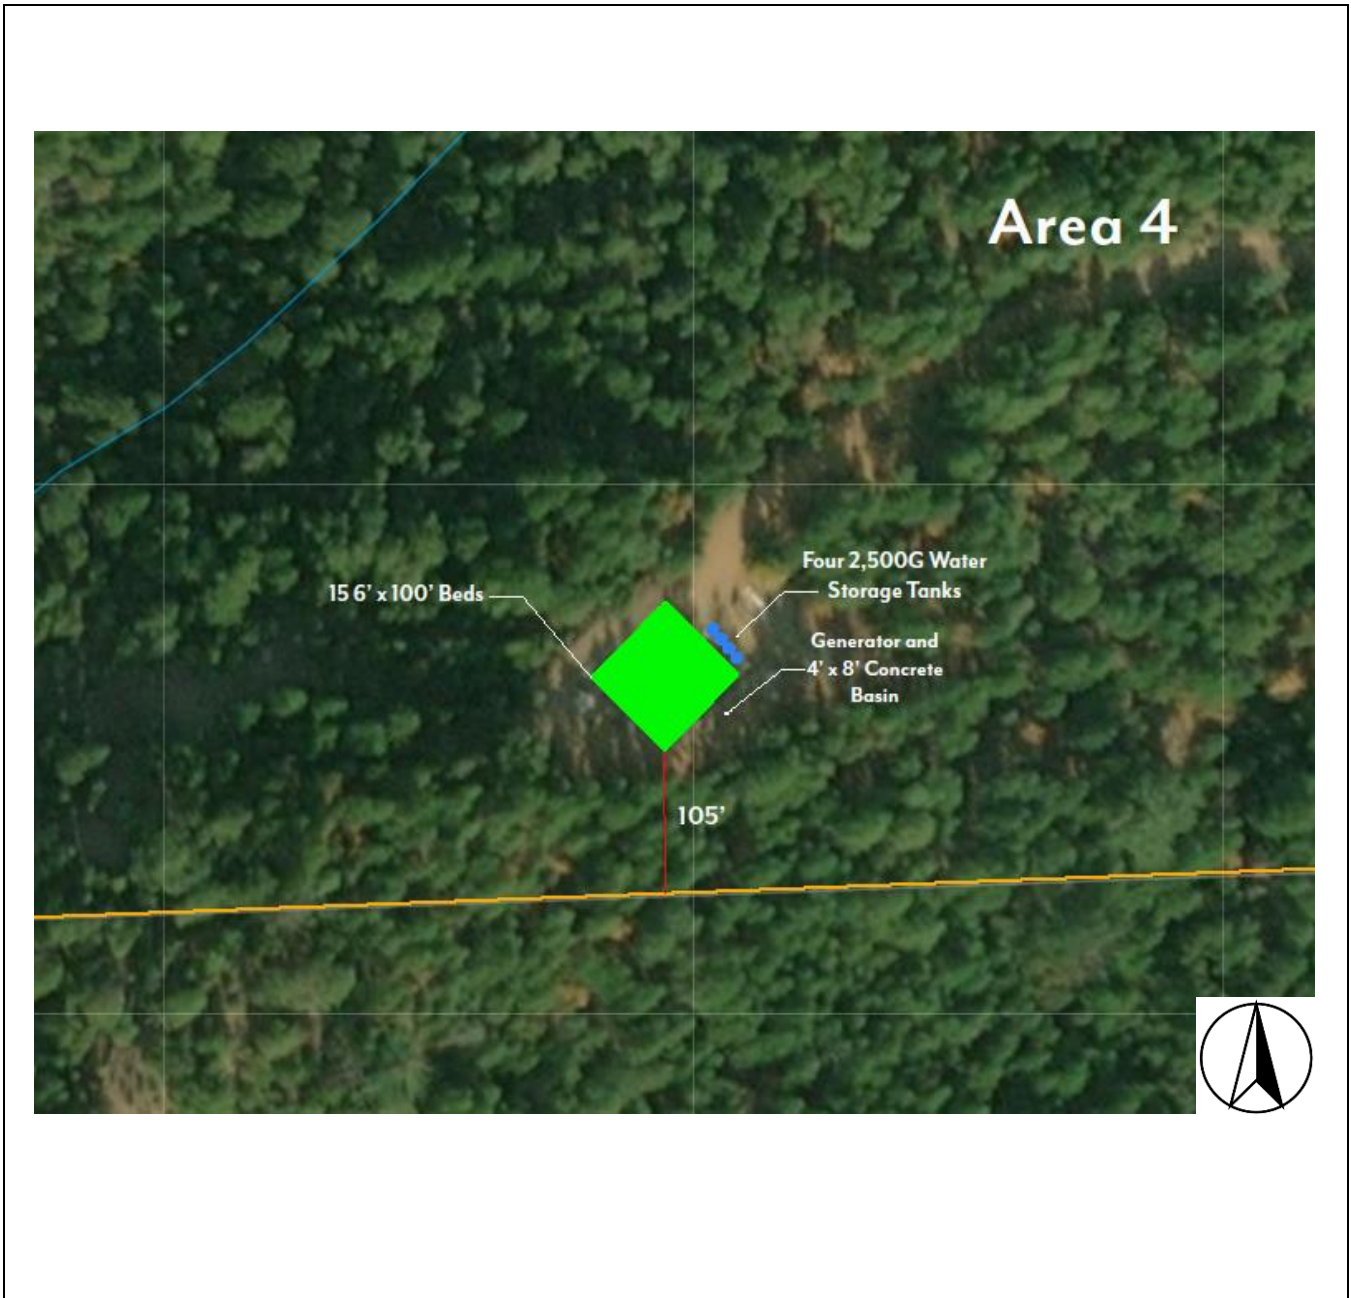 Area 4
Four 2,500G Water
Storage Tanks
15 6' x 100' Beds
Generator and
4' x 8' Concrete
Basin
105'